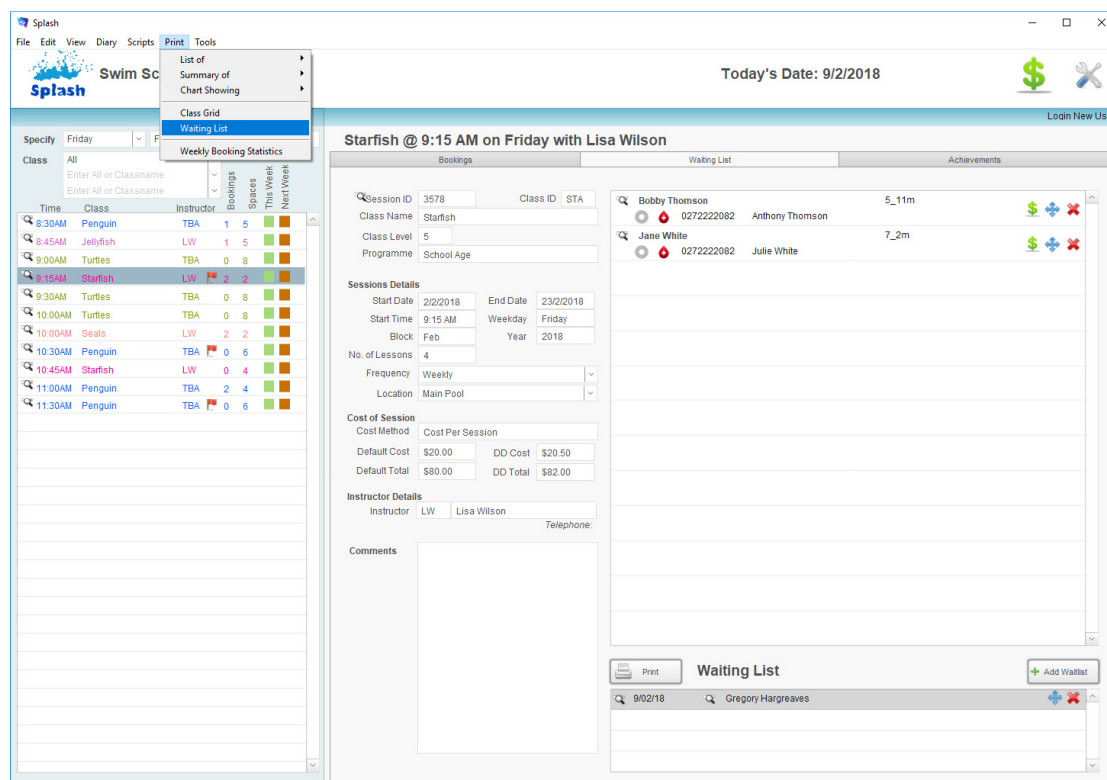 Splash
File Edit View Diary Scripts Print Tools
List of
Summary of
Chart Showing
Class Grid
Waiting List
Weekly Booking Statistics
Splash
Swim Sc
Today's Date: 9/2/2018
Login New Us
Specify Friday F
Class All
Enter All or Classname
Enter All or Classname
Time Class Instructor Bookings Spaces This Week Next Week
8:30AM Penguin TBA 1 5
8:45AM Jellyfish LW 1 5
9:00AM Turtles TBA 0 8
9:15AM Starfish LW 2 2
9:30AM Turtles TBA 0 8
10:00AM Turtles TBA 0 8
10:00AM Seals LW 2 2
10:30AM Penguin TBA 0 6
10:45AM Starfish LW 0 4
11:00AM Penguin TBA 2 4
11:30AM Penguin TBA 0 6
Starfish @ 9:15 AM on Friday with Lisa Wilson
Bookings Waiting List Achievements
Session ID 3578 Class ID STA
Class Name Starfish
Class Level 5
Programme School Age
Sessions Details
Start Date 2/2/2018 End Date 23/2/2018
Start Time 9:15 AM Weekday Friday
Block Feb Year 2018
No. of Lessons 4
Frequency Weekly
Location Main Pool
Cost of Session
Cost Method Cost Per Session
Default Cost $20.00 DD Cost $20.50
Default Total $80.00 DD Total $82.00
Instructor Details
Instructor LW Lisa Wilson
Telephone:
Comments
Bobby Thomson 5_11m
0272222082 Anthony Thomson
Jane White 7_2m
0272222082 Julie White
Print Waiting List Add Waitlist
9/02/18 Gregory Hargreaves